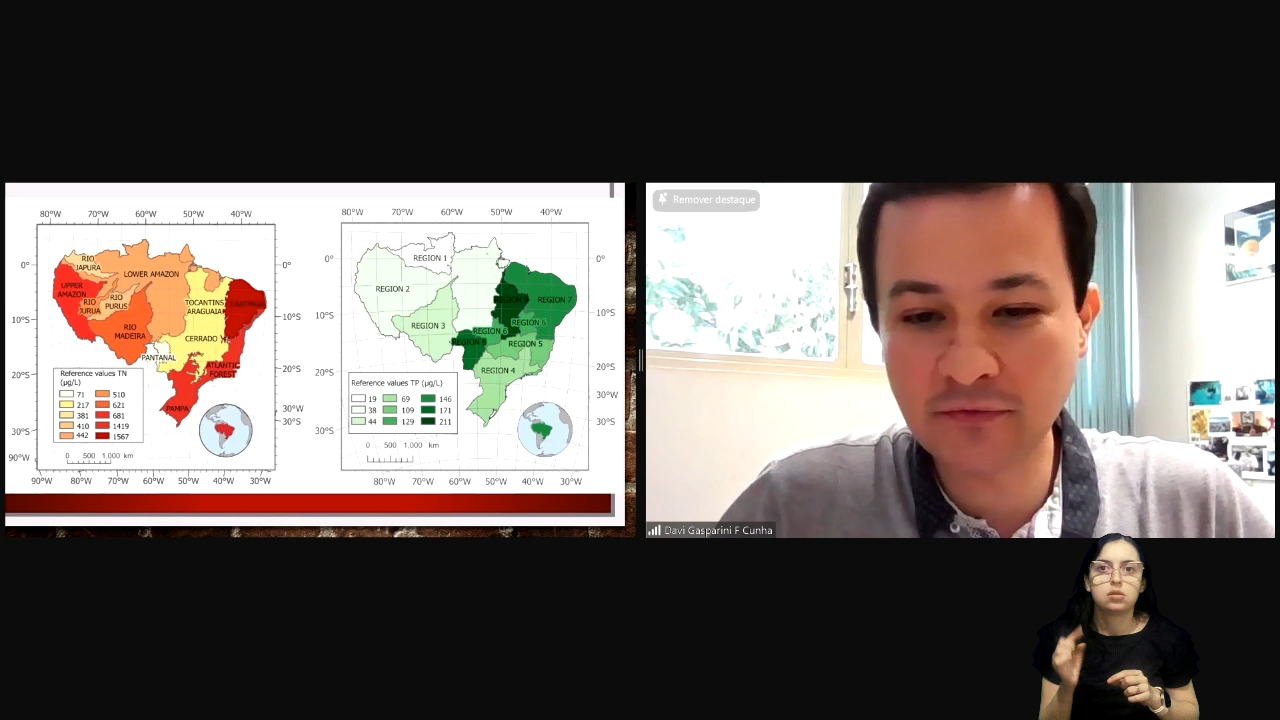 80°W 70°W 60°W 50°W 40°W
0° 0°
10°S 10°S
20°S 20°S
30°W
30°S 30°S
90°W
90°W 80°W 70°W 60°W 50°W 40°W 30°W
RIO
JAPURA
LOWER AMAZON
UPPER
AMAZON
RIO
JURUA
RIO
PURUS
RIO
MADEIRA
TOCANTINS
ARAGUAIA
CAATINGA
CERRADO
PANTANAL
ATLANTIC
FOREST
PAMPA
Reference values TN
(µg/L)
71 510
217 621
381 681
410 1419
442 1567
0 500 1,000 km
80°W 70°W 60°W 50°W 40°W
0° 0°
10°S 10°S
20°S 20°S
30°W
30°S 30°S
80°W 70°W 60°W 50°W 40°W 30°W
REGION 1
REGION 2
REGION 3
REGION 7
REGION 6
REGION 6
REGION 5
REGION 4
Reference values TP (µg/L)
19 69 146
38 109 171
44 129 211
0 500 1,000 km
Remover destaque
Davi Gasparini F Cunha